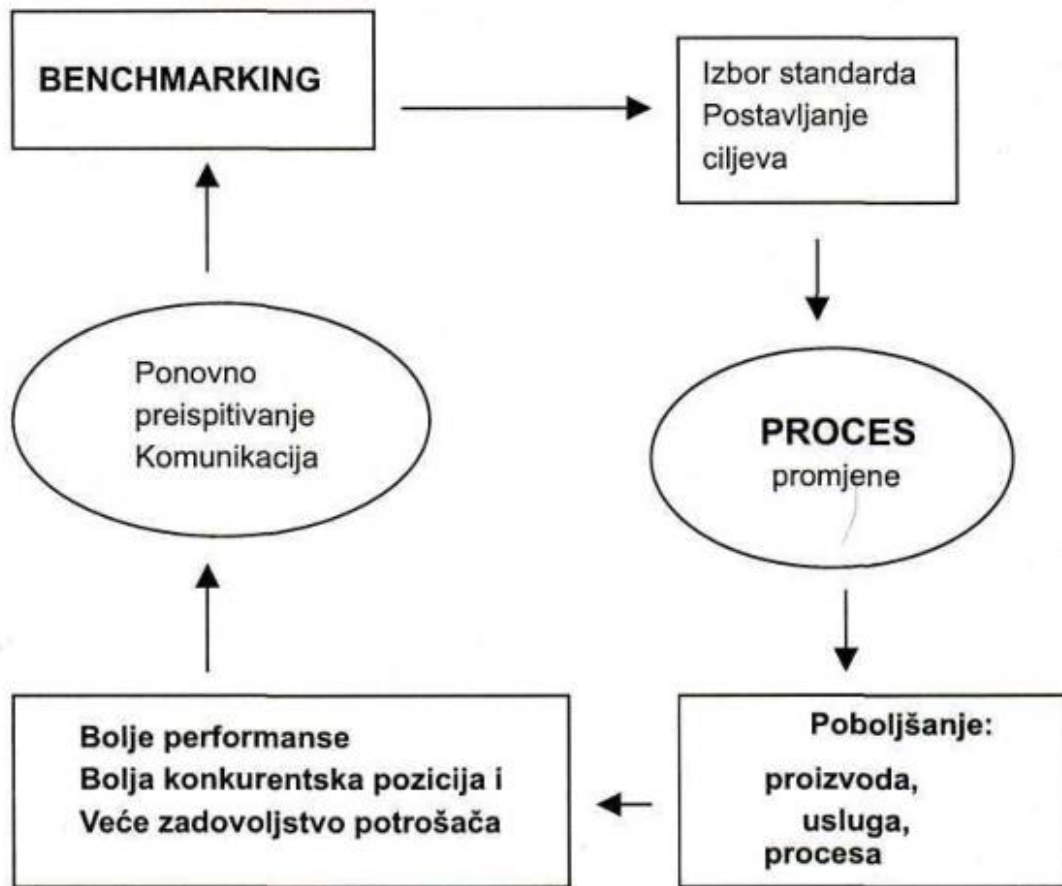 BENCHMARKING
Izbor standarda
Postavljanje
ciljeva
PROCES
promjene
Poboljšanje:
proizvoda,
usluga,
procesa
Bolje performanse
Bolja konkurentska pozicija i
Veće zadovoljstvo potrošača
Ponovno
preispitivanje
Komunikacija